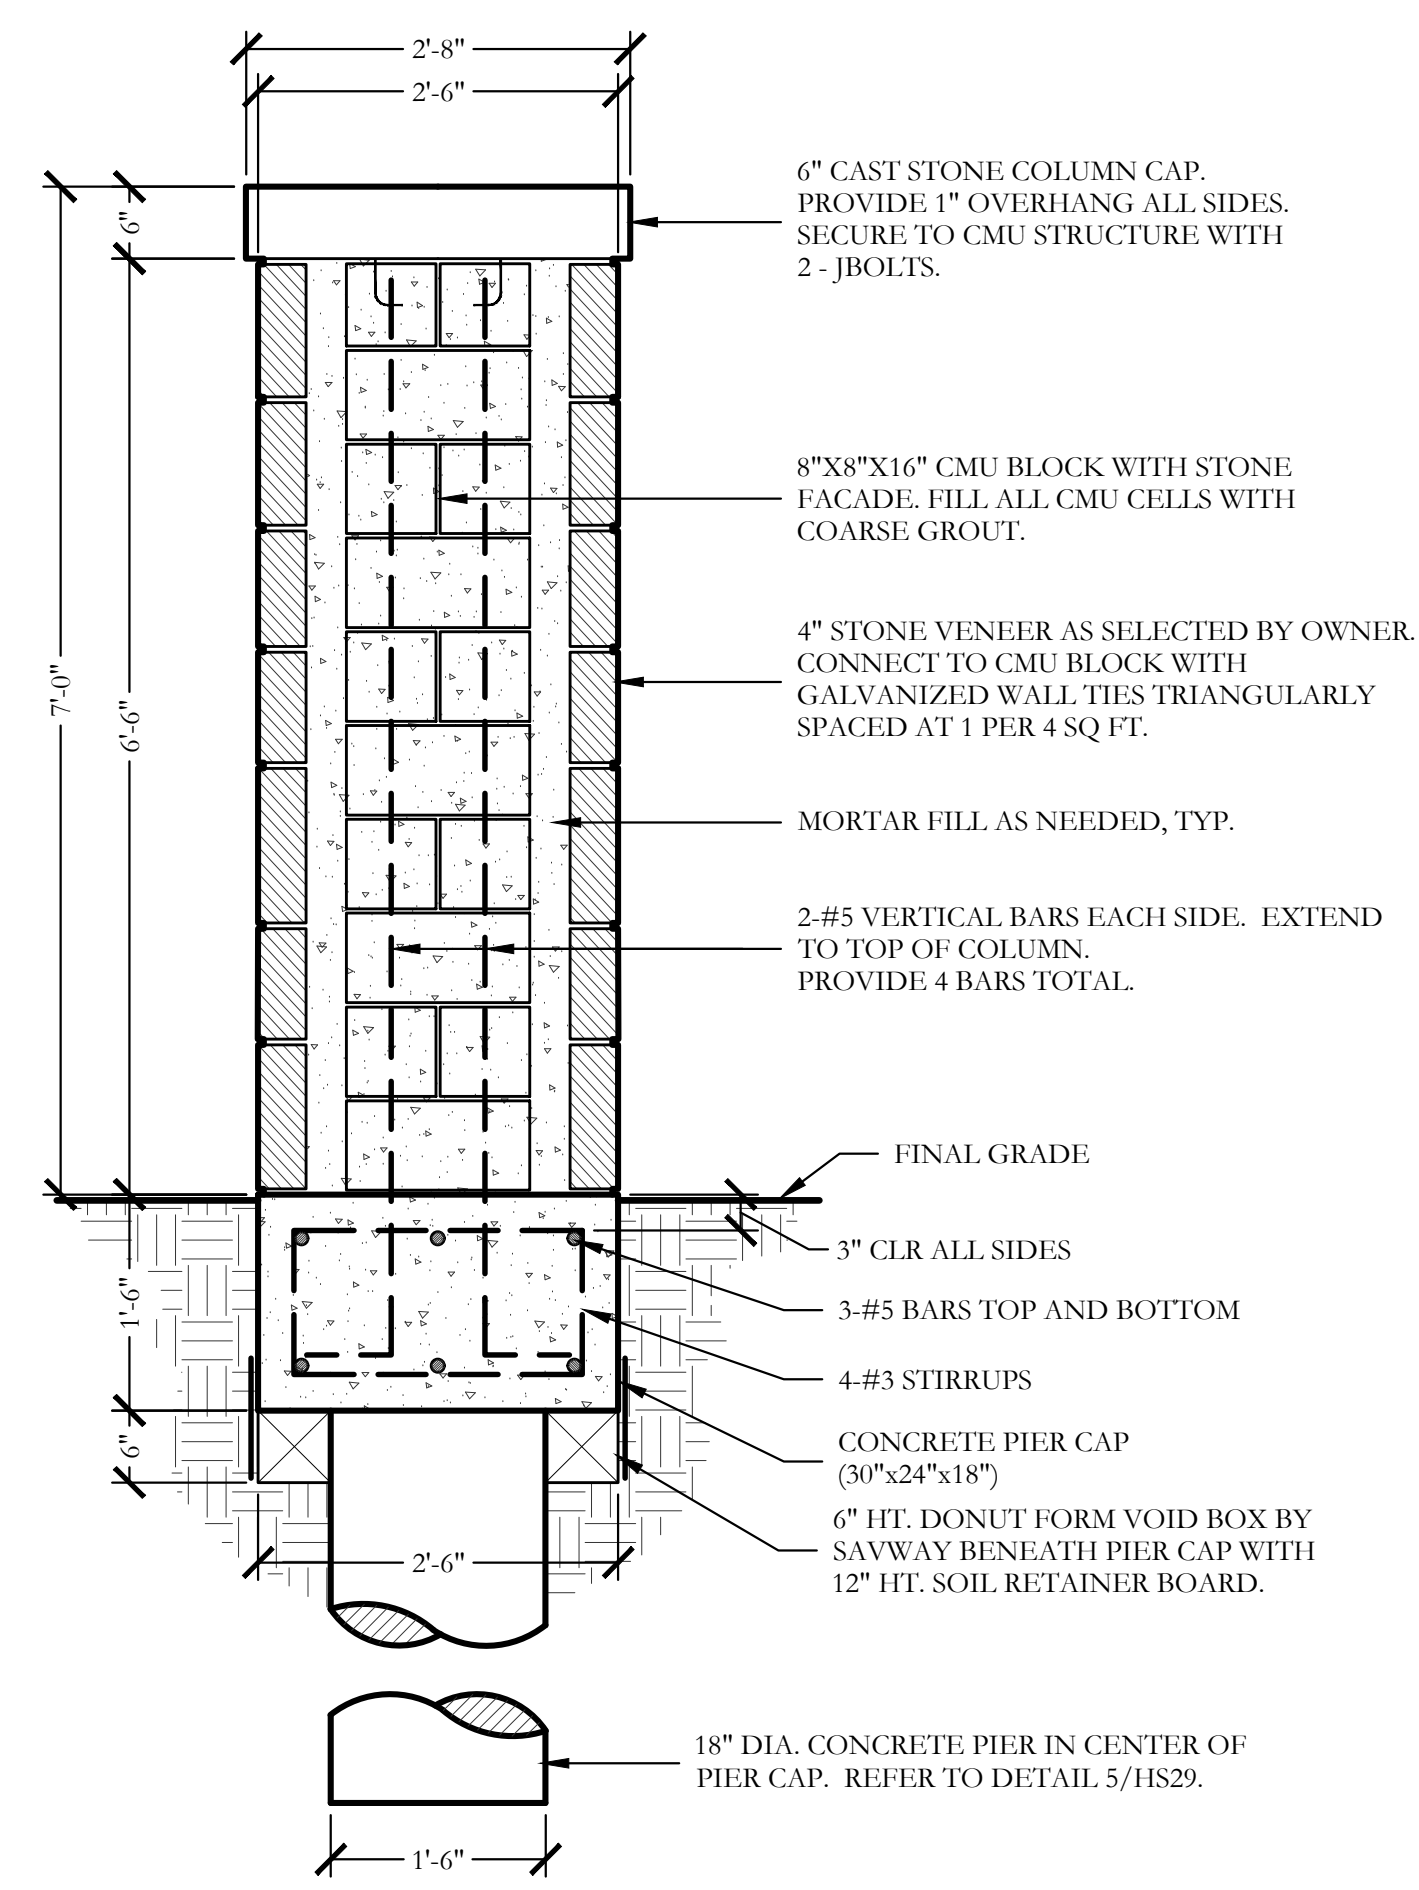 2'-8"
2'-6"
6" CAST STONE COLUMN CAP.
PROVIDE 1" OVERHANG ALL SIDES.
SECURE TO CMU STRUCTURE WITH
2 - JBOLTS.
6"
8"X8"X16" CMU BLOCK WITH STONE
FACADE. FILL ALL CMU CELLS WITH
COARSE GROUT.
4" STONE VENEER AS SELECTED BY OWNER.
CONNECT TO CMU BLOCK WITH
GALVANIZED WALL TIES TRIANGULARLY
SPACED AT 1 PER 4 SQ FT.
7'-0"
6'-6"
MORTAR FILL AS NEEDED, TYP.
2-#5 VERTICAL BARS EACH SIDE. EXTEND
TO TOP OF COLUMN.
PROVIDE 4 BARS TOTAL.
FINAL GRADE
3" CLR ALL SIDES
1'-6"
3-#5 BARS TOP AND BOTTOM
4-#3 STIRRUPS
6"
CONCRETE PIER CAP
(30"x24"x18")
6" HT. DONUT FORM VOID BOX BY
SAVWAY BENEATH PIER CAP WITH
12" HT. SOIL RETAINER BOARD.
2'-6"
18" DIA. CONCRETE PIER IN CENTER OF
PIER CAP. REFER TO DETAIL 5/HS29.
1'-6"